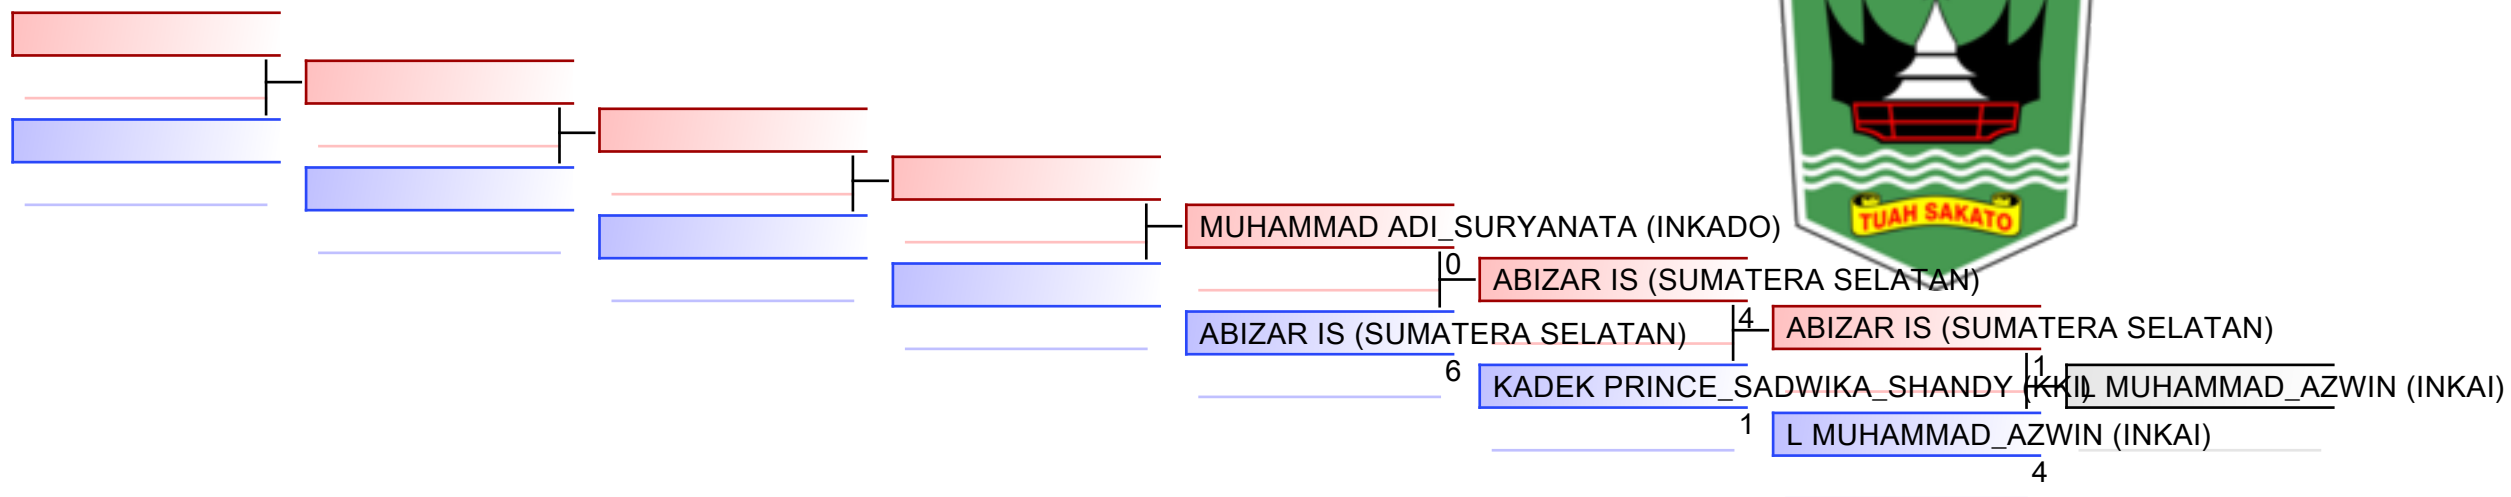 TUAH SAKATO
MUHAMMAD ADI_SURYANATA (INKADO)
0
ABIZAR IS (SUMATERA SELATAN)
ABIZAR IS (SUMATERA SELATAN)
6
4
ABIZAR IS (SUMATERA SELATAN)
KADEK PRINCE_SADWIKA_SHANDY (KKI)
1
1
L MUHAMMAD_AZWIN (INKAI)
L MUHAMMAD_AZWIN (INKAI)
4